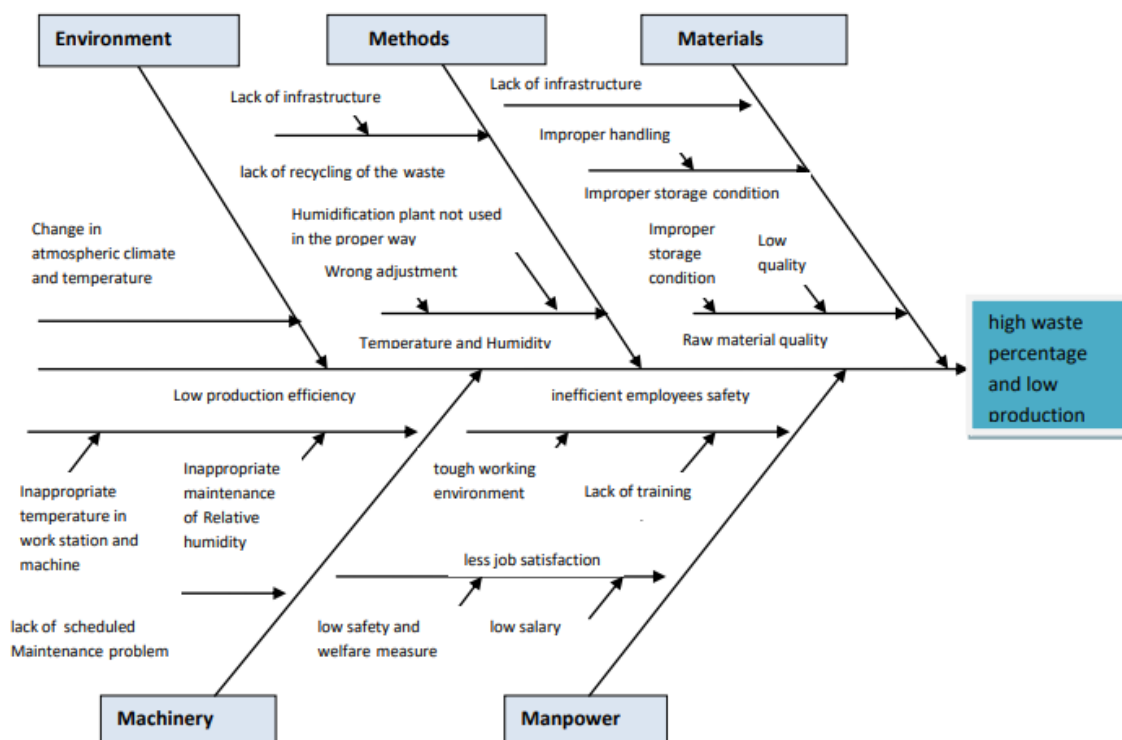 Environment
Methods
Materials
Lack of infrastructure
Lack of infrastructure
Improper handling
lack of recycling of the waste
Improper storage condition
Humidification plant not used
in the proper way
Change in
atmospheric climate
and temperature
Improper
storage
condition
Low
quality
Wrong adjustment
Temperature and Humidity
Raw material quality
high waste
percentage
and low
production
Low production efficiency
inefficient employees safety
Inappropriate
temperature in
work station and
machine
Inappropriate
maintenance
of Relative
humidity
tough working
environment
Lack of training
less job satisfaction
lack of scheduled
Maintenance problem
low safety and
welfare measure
low salary
Machinery
Manpower